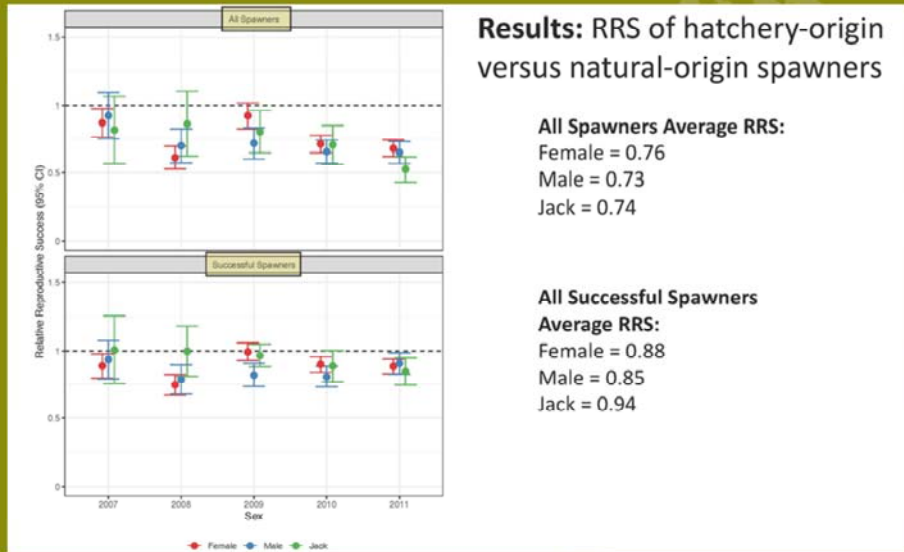 All Spawners
1.5
1
0.5
0
Successful Spawners
1.5
1
0.5
0
Relative Reproductive Success (95% CI)
2007 2008 2009 2010 2011
Sex
Female Male Jack
Results: RRS of hatchery-origin
versus natural-origin spawners
All Spawners Average RRS:
Female = 0.76
Male = 0.73
Jack = 0.74
All Successful Spawners
Average RRS:
Female = 0.88
Male = 0.85
Jack = 0.94